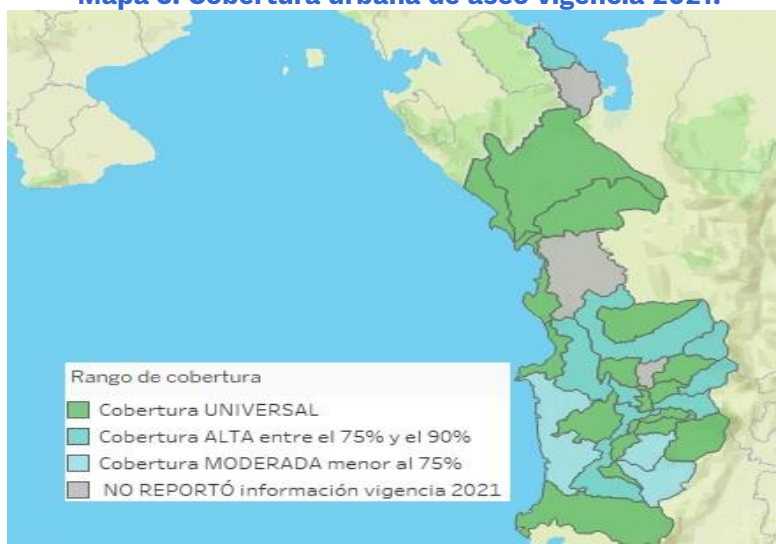 Mapa 3. Cobertura urbana de aseo vigencia 2021.
Rango de cobertura
Cobertura UNIVERSAL
Cobertura ALTA entre el 75% y el 90%
Cobertura MODERADA menor al 75%
NO REPORTÓ información vigencia 2021